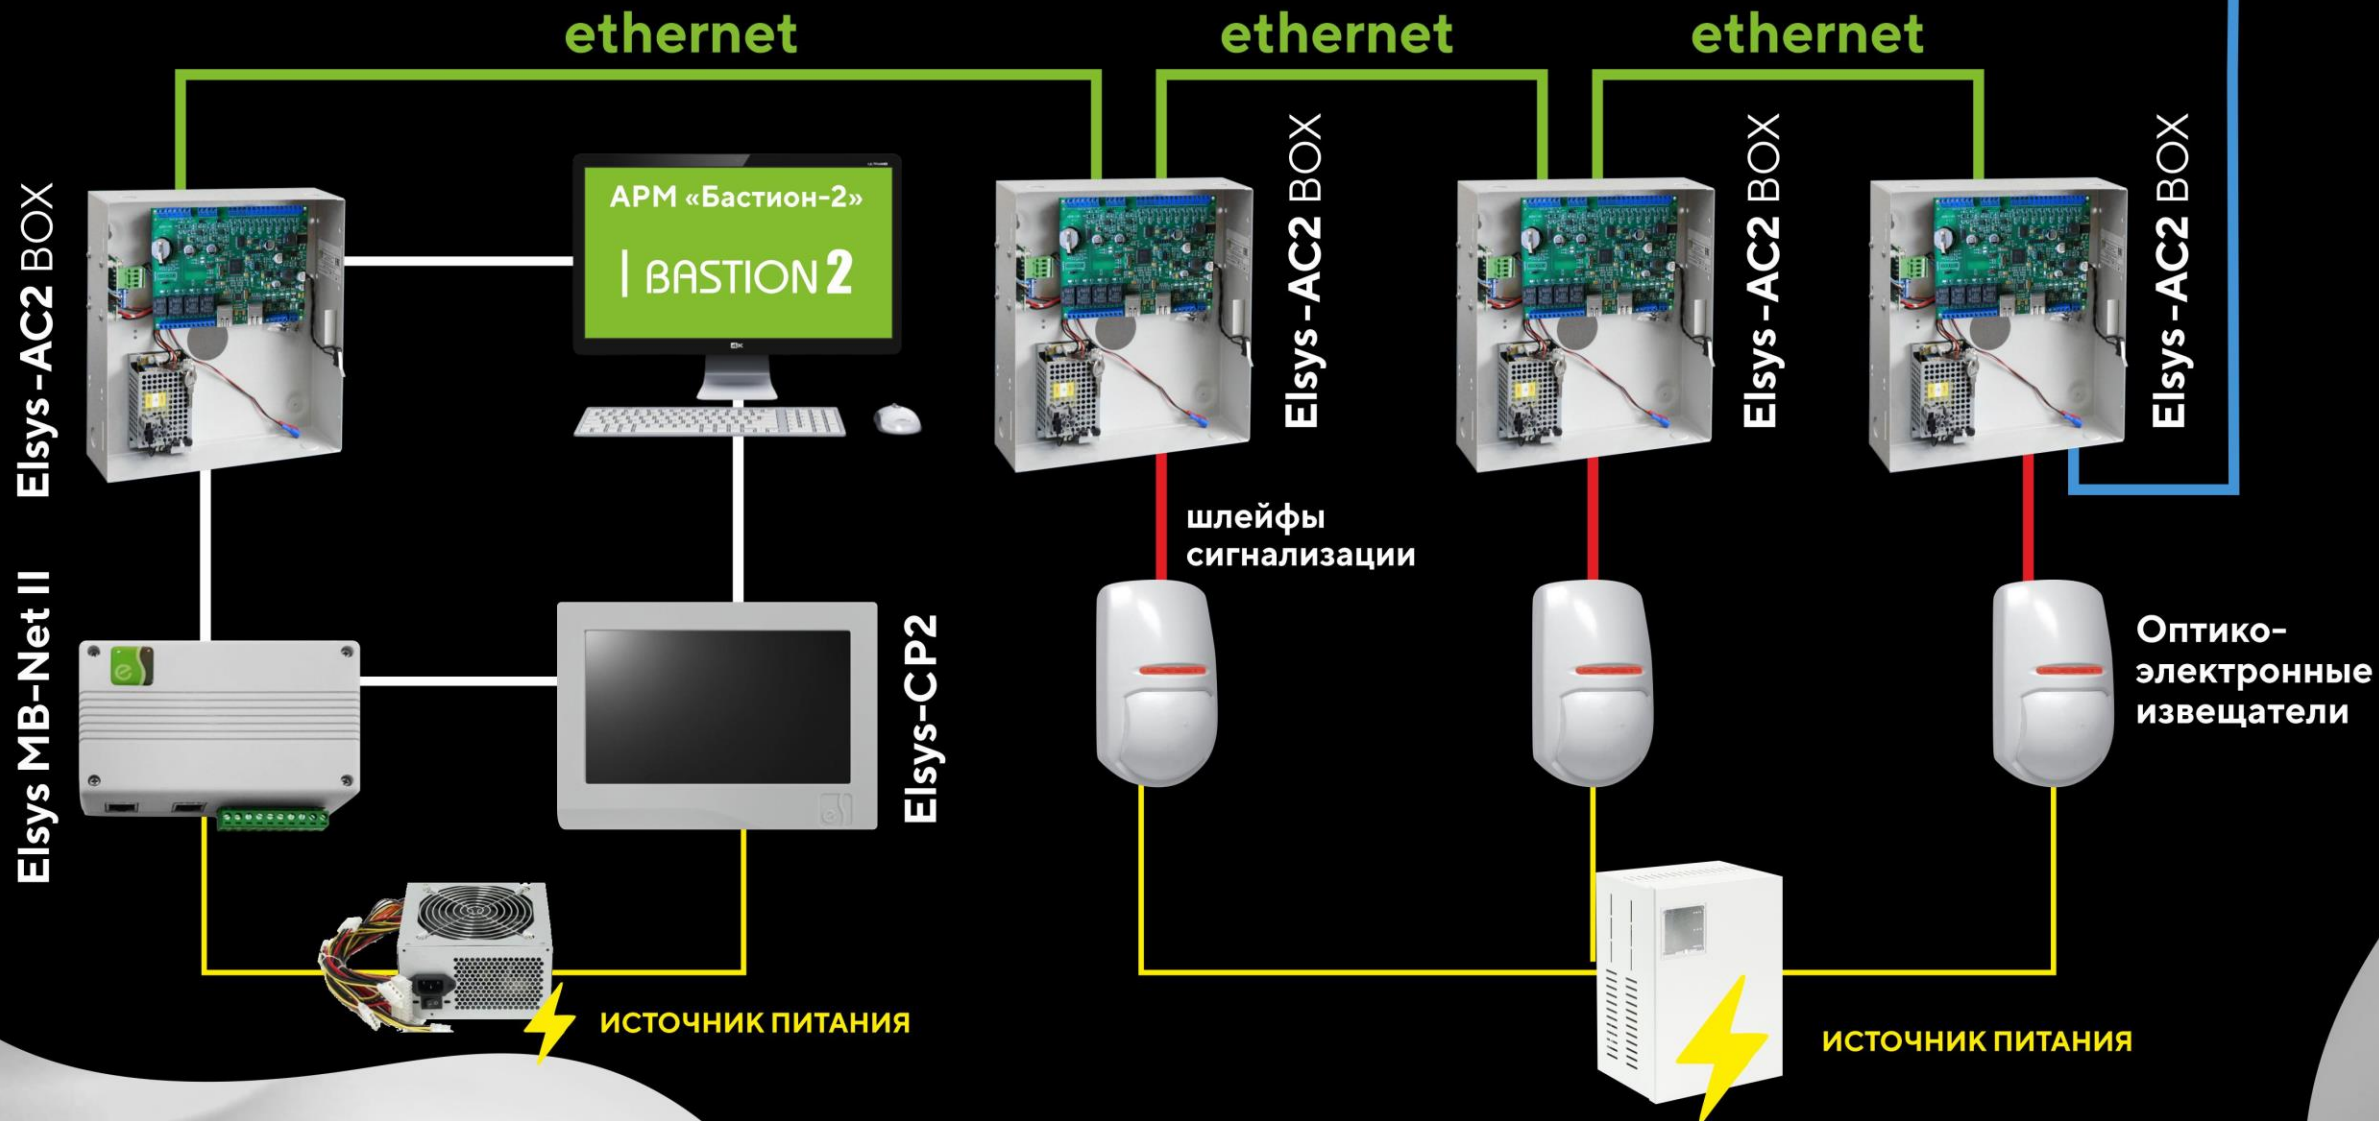 ethernet
ethernet
ethernet
Elsys-AC2 BOX
АРМ «Бастион-2»
| BASTION 2
Elsys-AC2 BOX
Elsys-AC2 BOX
Elsys-AC2 BOX
шлейфы
сигнализации
Elsys MB-Net II
Elsys-CP2
Оптико-
электронные
извещатели
ИСТОЧНИК ПИТАНИЯ
ИСТОЧНИК ПИТАНИЯ